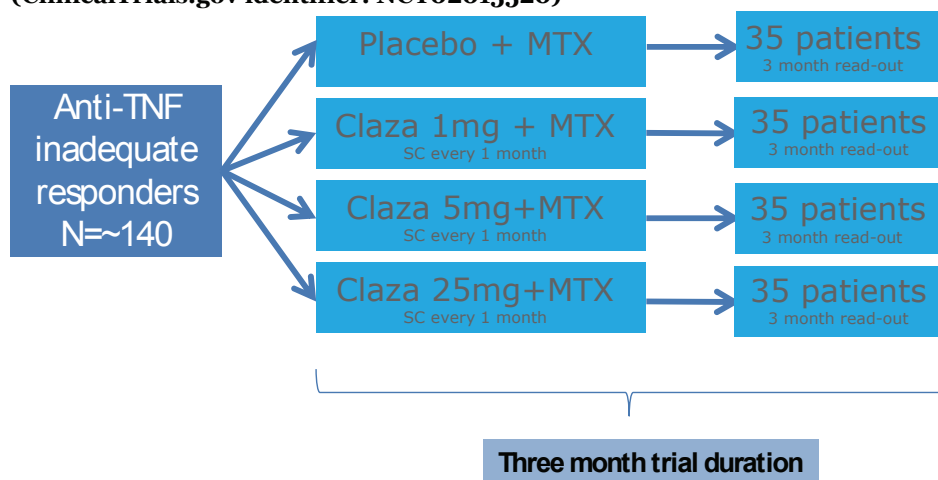 Placebo + MTX
35 patients
3 month read-out
Anti-TNF
inadequate
responders
N=~140
Claza 1mg + MTX
SC every 1 month
35 patients
3 month read-out
Claza 5mg+MTX
SC every 1 month
35 patients
3 month read-out
Claza 25mg+MTX
SC every 1 month
35 patients
3 month read-out
Three month trial duration